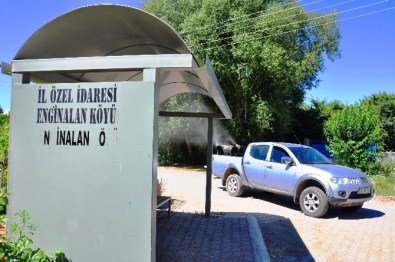 İL ÖZEL İDARESİ
ENGİNALAN KÖYÜ
N İNALAN Ö